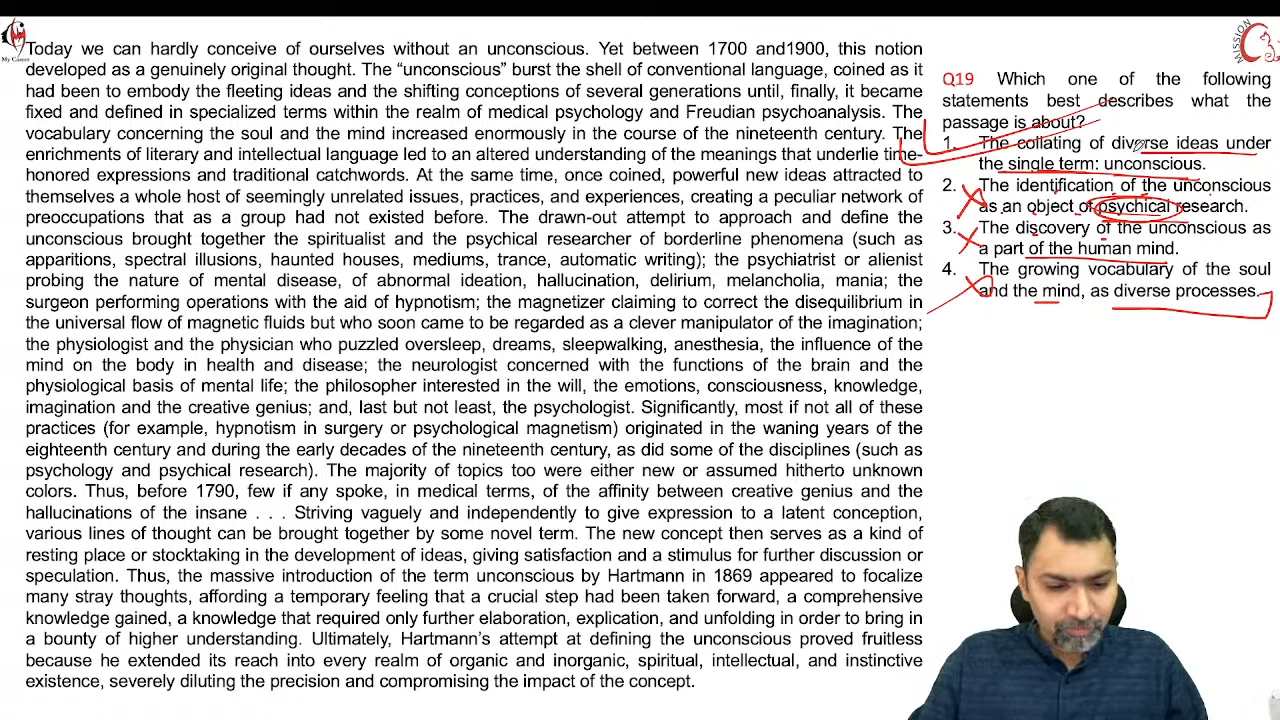 Today we can hardly conceive of ourselves without an unconscious. Yet between 1700 and1900, this notion
developed as a genuinely original thought. The “unconscious” burst the shell of conventional language, coined as it
had been to embody the fleeting ideas and the shifting conceptions of several generations until, finally, it became
fixed and defined in specialized terms within the realm of medical psychology and Freudian psychoanalysis. The
vocabulary concerning the soul and the mind increased enormously in the course of the nineteenth century. The
enrichments of literary and intellectual language led to an altered understanding of the meanings that underlie time-
honored expressions and traditional catchwords. At the same time, once coined, powerful new ideas attracted to
themselves a whole host of seemingly unrelated issues, practices, and experiences, creating a peculiar network of
preoccupations that as a group had not existed before. The drawn-out attempt to approach and define the
unconscious brought together the spiritualist and the psychical researcher of borderline phenomena (such as
apparitions, spectral illusions, haunted houses, mediums, trance, automatic writing); the psychiatrist or alienist
probing the nature of mental disease, of abnormal ideation, hallucination, delirium, melancholia, mania; the
surgeon performing operations with the aid of hypnotism; the magnetizer claiming to correct the disequilibrium in
the universal flow of magnetic fluids but who soon came to be regarded as a clever manipulator of the imagination;
the physiologist and the physician who puzzled oversleep, dreams, sleepwalking, anesthesia, the influence of the
mind on the body in health and disease; the neurologist concerned with the functions of the brain and the
physiological basis of mental life; the philosopher interested in the will, the emotions, consciousness, knowledge,
imagination and the creative genius; and, last but not least, the psychologist. Significantly, most if not all of these
practices (for example, hypnotism in surgery or psychological magnetism) originated in the waning years of the
eighteenth century and during the early decades of the nineteenth century, as did some of the disciplines (such as
psychology and psychical research). The majority of topics too were either new or assumed hitherto unknown
colors. Thus, before 1790, few if any spoke, in medical terms, of the affinity between creative genius and the
hallucinations of the insane . . . Striving vaguely and independently to give expression to a latent conception,
various lines of thought can be brought together by some novel term. The new concept then serves as a kind of
resting place or stocktaking in the development of ideas, giving satisfaction and a stimulus for further discussion or
speculation. Thus, the massive introduction of the term unconscious by Hartmann in 1869 appeared to focalize
many stray thoughts, affording a temporary feeling that a crucial step had been taken forward, a comprehensive
knowledge gained, a knowledge that required only further elaboration, explication, and unfolding in order to bring in
a bounty of higher understanding. Ultimately, Hartmann’s attempt at defining the unconscious proved fruitless
because he extended its reach into every realm of organic and inorganic, spiritual, intellectual, and instinctive
existence, severely diluting the precision and compromising the impact of the concept.
My Career
MISSION
Q19 Which one of the following
statements best describes what the
passage is about?
1. The collating of diverse ideas under
the single term: unconscious.
2. The identification of the unconscious
as an object of psychical research.
3. The discovery of the unconscious as
a part of the human mind.
4. The growing vocabulary of the soul
and the mind, as diverse processes.